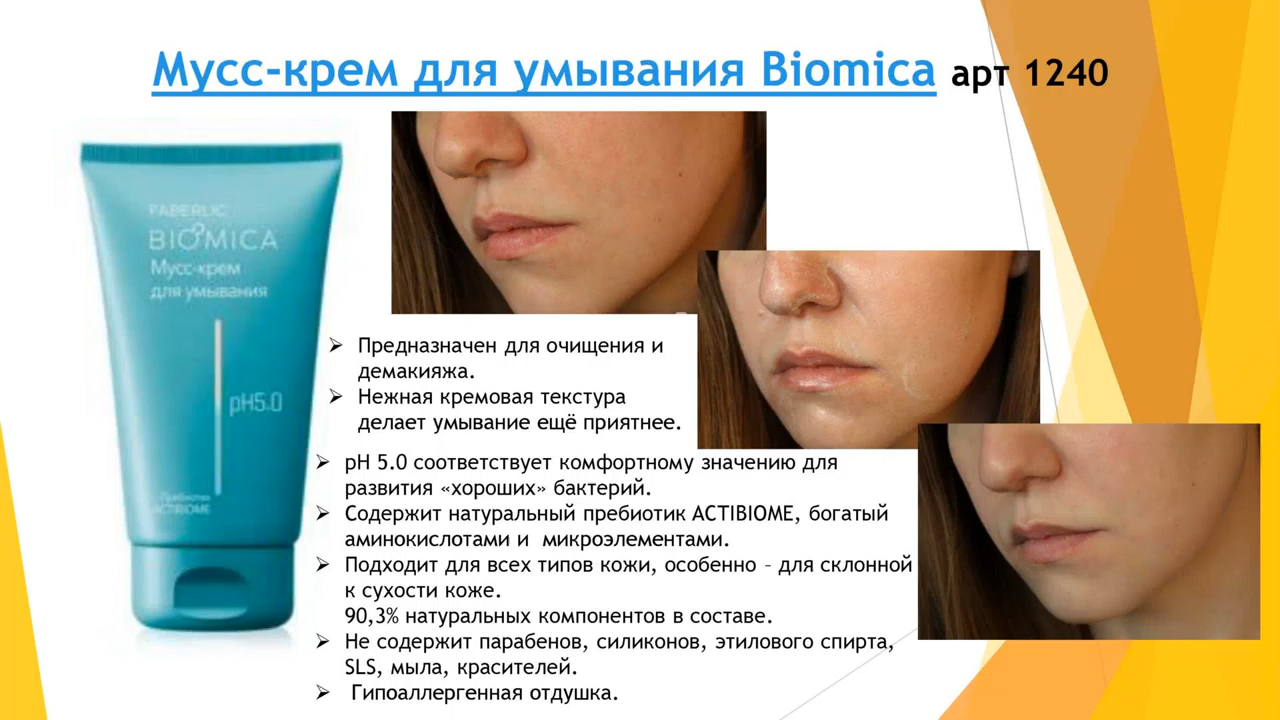 Мусс-крем для умывания Biomica арт 1240
FABERLIC
BIOMICA
Мусс-крем
для умывания
pH5.0
Пребиотик
ACTIBIOME
Предназначен для очищения и
демакияжа.
Нежная кремовая текстура
делает умывание ещё приятнее.
pH 5.0 соответствует комфортному значению для
развития «хороших» бактерий.
Содержит натуральный пребиотик ACTIBIOME, богатый
аминокислотами и микроэлементами.
Подходит для всех типов кожи, особенно – для склонной
к сухости коже.
90,3% натуральных компонентов в составе.
Не содержит парабенов, силиконов, этилового спирта,
SLS, мыла, красителей.
Гипоаллергенная отдушка.